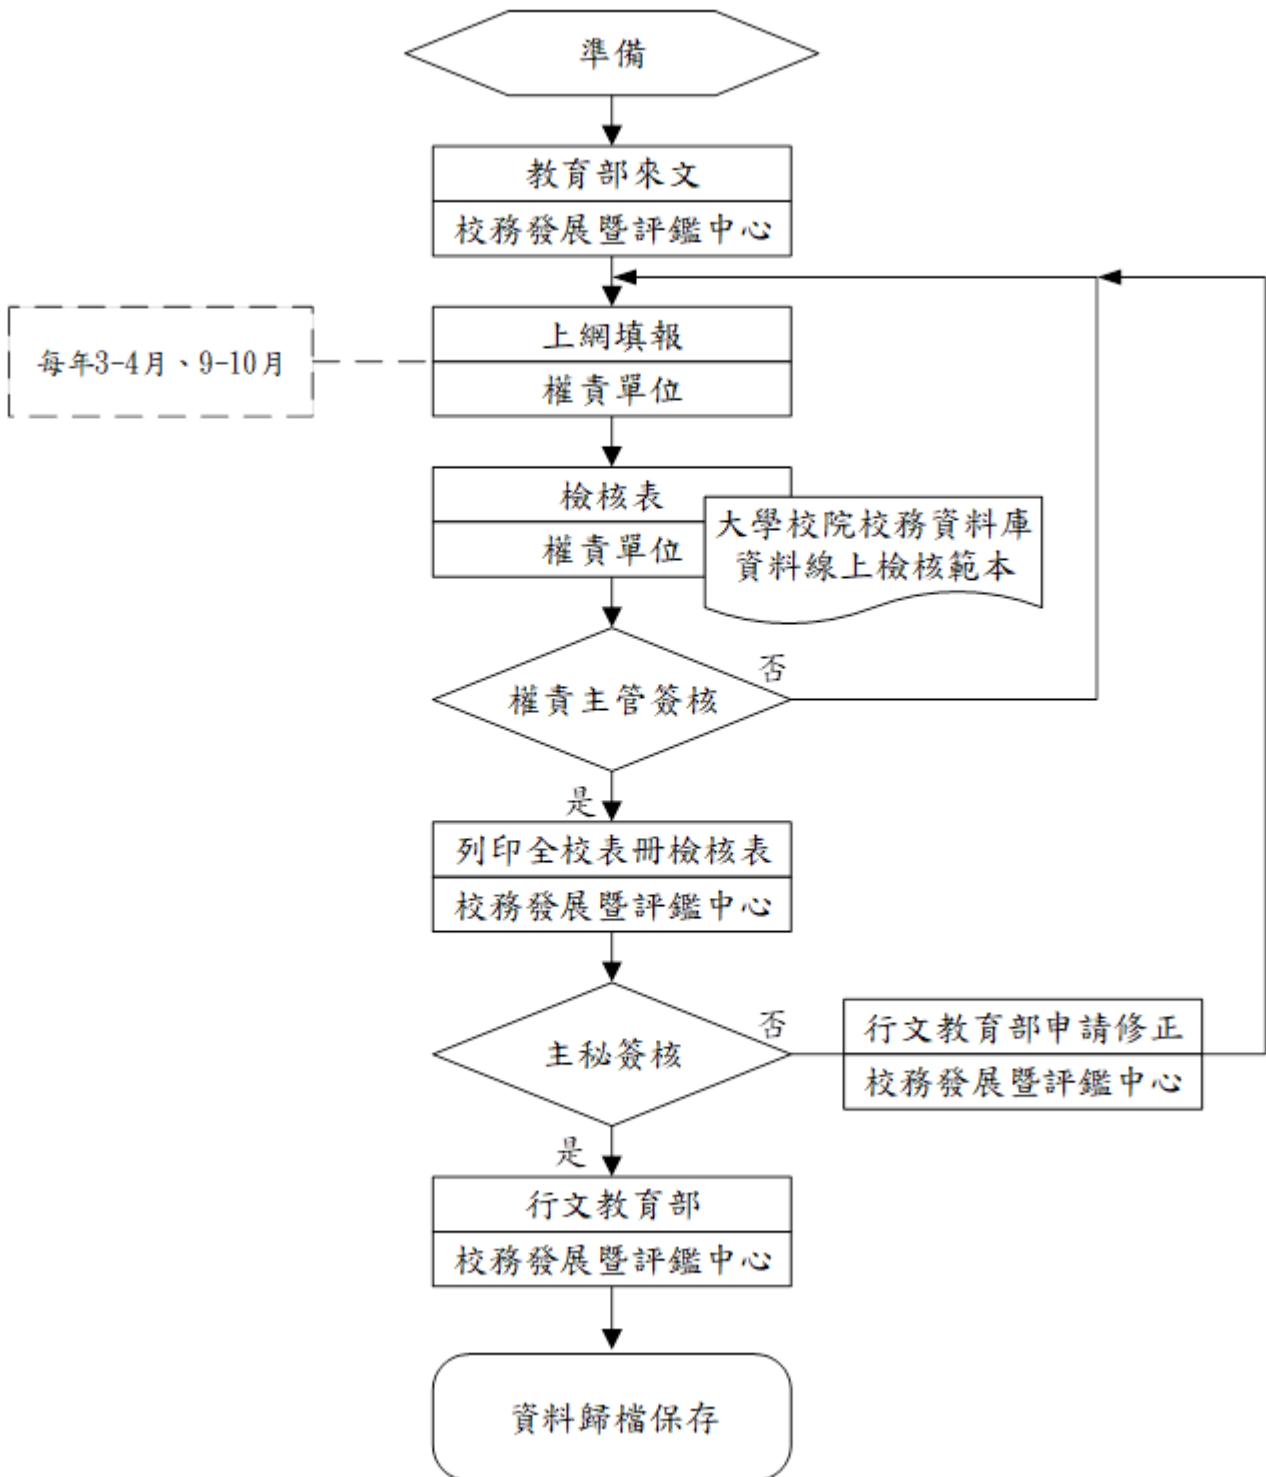 準備
教育部來文
校務發展暨評鑑中心
上網填報
權責單位
每年3-4月、9-10月
檢核表
權責單位
大學校院校務資料庫
資料線上檢核範本
權責主管簽核
否
是
列印全校表冊檢核表
校務發展暨評鑑中心
主秘簽核
否
行文教育部申請修正
校務發展暨評鑑中心
是
行文教育部
校務發展暨評鑑中心
資料歸檔保存